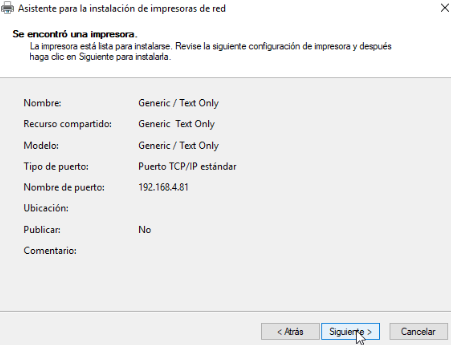 Asistente para la instalación de impresoras de red
Se encontró una impresora.
La impresora está lista para instalarse. Revise la siguiente configuración de impresora y después
haga clic en Siguiente para instalarla.
Nombre: Generic / Text Only
Recurso compartido: Generic Text Only
Modelo: Generic / Text Only
Tipo de puerto: Puerto TCP/IP estándar
Nombre de puerto: 192.168.4.81
Ubicación:
Publicar: No
Comentario:
< Atrás Siguiente > Cancelar